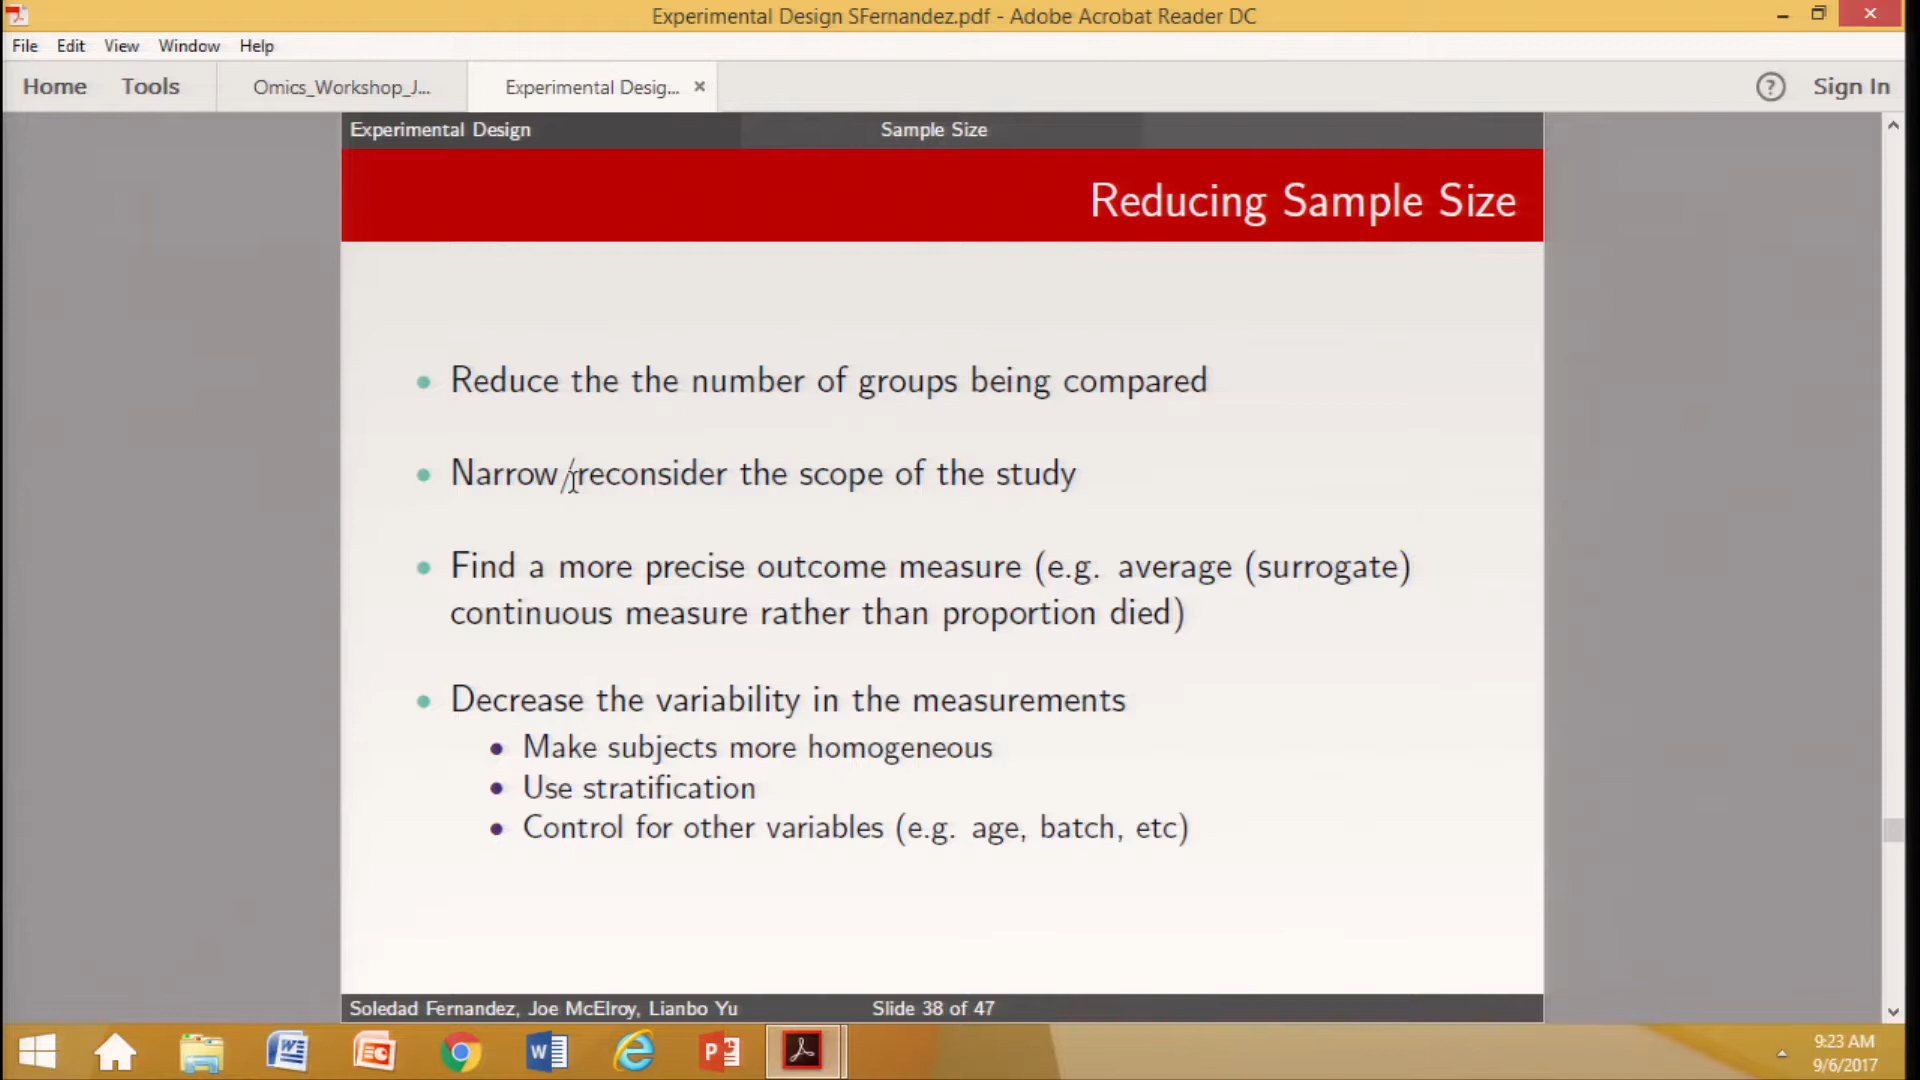 Experimental Design SFernandez.pdf - Adobe Acrobat Reader DC
File Edit View Window Help
Home Tools Omics_Workshop_J... Experimental Desig... × ? Sign In
Experimental Design Sample Size
Reducing Sample Size
Reduce the the number of groups being compared
Narrow/reconsider the scope of the study
Find a more precise outcome measure (e.g. average (surrogate)
continuous measure rather than proportion died)
Decrease the variability in the measurements
Make subjects more homogeneous
Use stratification
Control for other variables (e.g. age, batch, etc)
Soledad Fernandez, Joe McElroy, Lianbo Yu Slide 38 of 47
9:23 AM
9/6/2017